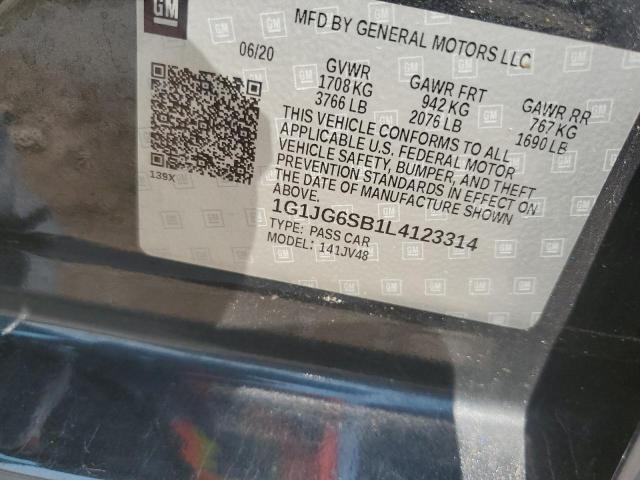 GM
MFD BY GENERAL MOTORS LLC
06/20
GVWR
1708 KG
3766 LB
GAWR FRT
942 KG
2076 LB
GAWR RR
767 KG
1690 LB
THIS VEHICLE CONFORMS TO ALL
APPLICABLE U.S. FEDERAL MOTOR
VEHICLE SAFETY, BUMPER, AND THEFT
PREVENTION STANDARDS IN EFFECT ON
THE DATE OF MANUFACTURE SHOWN
ABOVE.
139X
1G1JG6SB1L4123314
TYPE: PASS CAR
MODEL: 141JV48